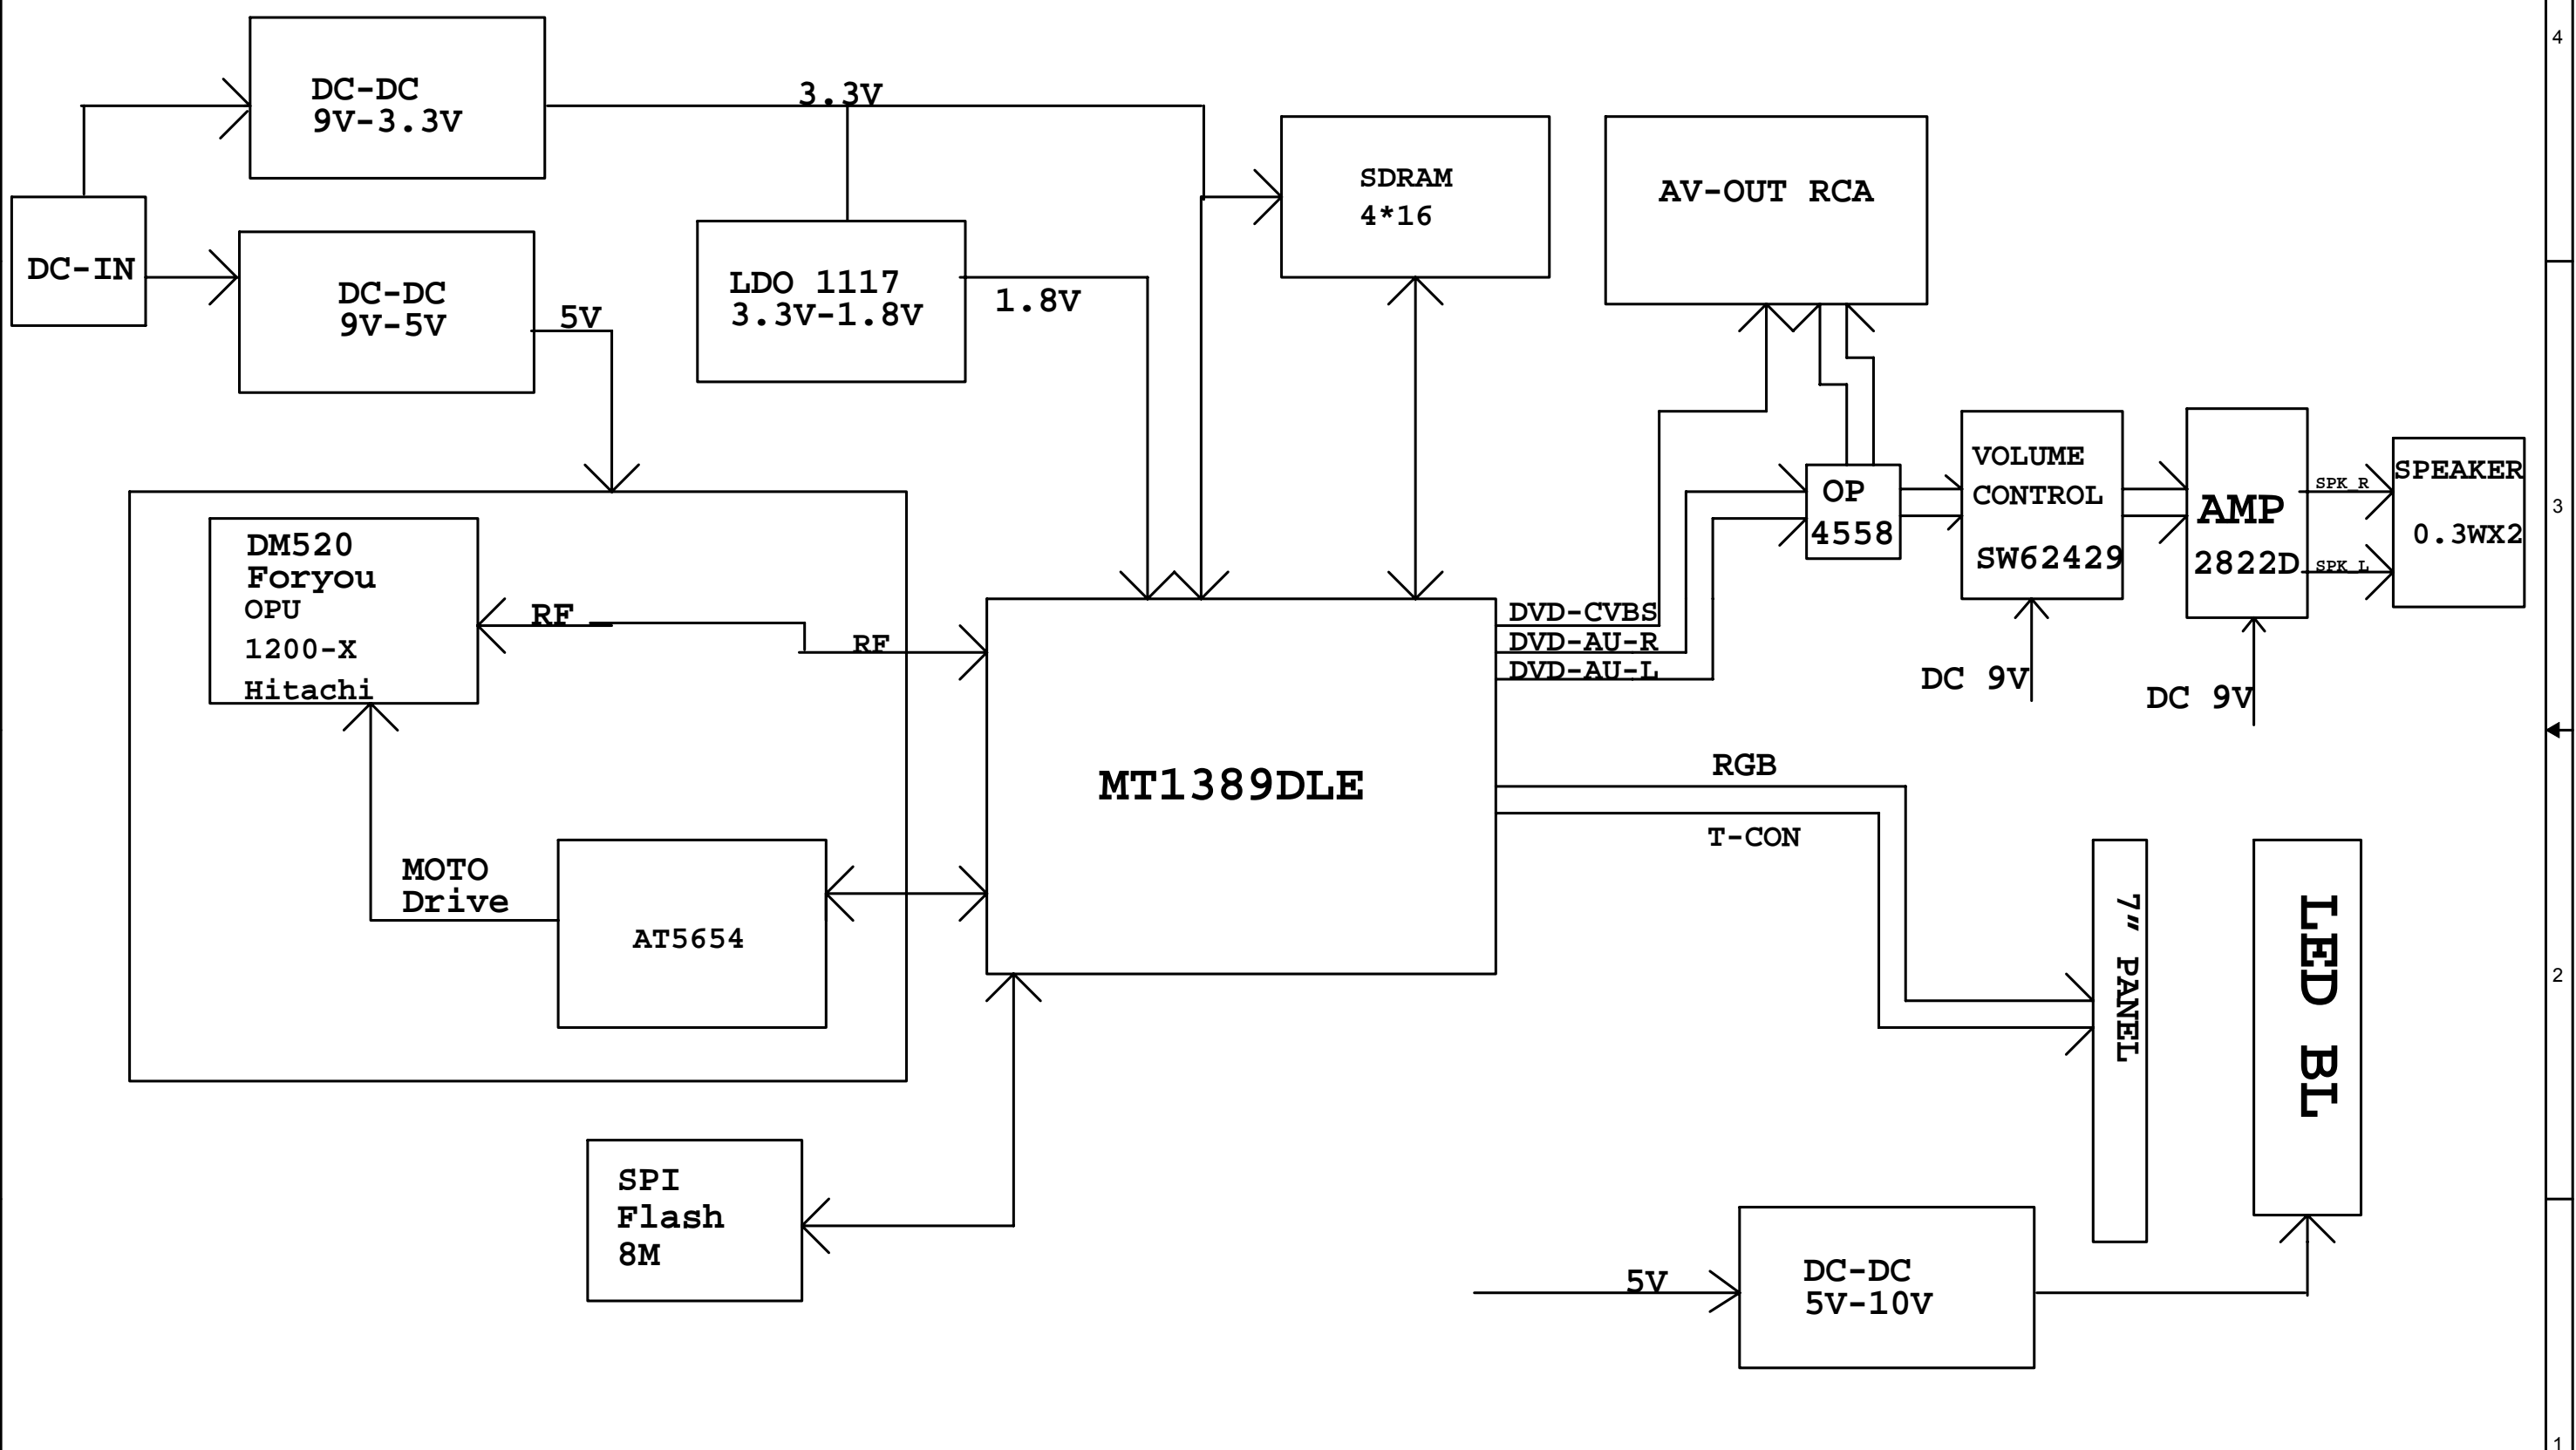 4
DC-DC
9V-3.3V
3.3V
SDRAM
4*16
AV-OUT RCA
DC-IN
DC-DC
9V-5V
5V
LDO 1117
3.3V-1.8V
1.8V
VOLUME
CONTROL
SW62429
OP
4558
AMP
2822D
SPK_R
SPK_L
SPEAKER
0.3WX2
3
DM520
Foryou
OPU
1200-X
Hitachi
RF
RF
DVD-CVBS
DVD-AU-R
DVD-AU-L
DC 9V
DC 9V
MT1389DLE
RGB
T-CON
MOTO
Drive
AT5654
7" PANEL
LED BL
2
SPI
Flash
8M
5V
DC-DC
5V-10V
1